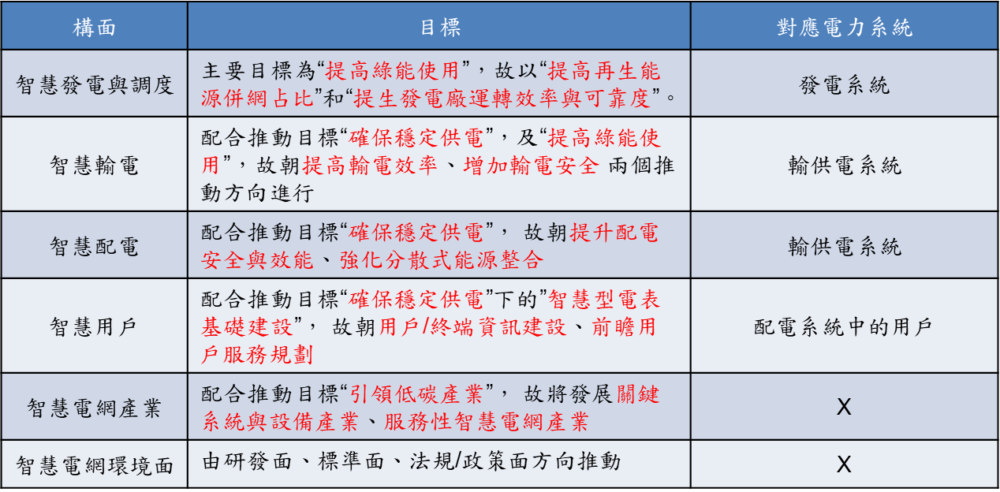 構面 目標 對應電力系統
智慧發電與調度
主要目標為“提高綠能使用”，故以“提高再生能
源併網占比”和“提生發電廠運轉效率與可靠度”。
發電系統
智慧輸電
配合推動目標“確保穩定供電”，及“提高綠能使
用”，故朝提高輸電效率、增加輸電安全 兩個推
動方向進行
輸供電系統
智慧配電
配合推動目標“確保穩定供電”， 故朝提升配電
安全與效能、強化分散式能源整合
輸供電系統
智慧用戶
配合推動目標“確保穩定供電”下的”智慧型電表
基礎建設”， 故朝用戶/終端資訊建設、前瞻用
戶服務規劃
配電系統中的用戶
智慧電網產業
配合推動目標“引領低碳產業”， 故將發展關鍵
系統與設備產業、服務性智慧電網產業
X
智慧電網環境面
由研發面、標準面、法規/政策面方向推動
X